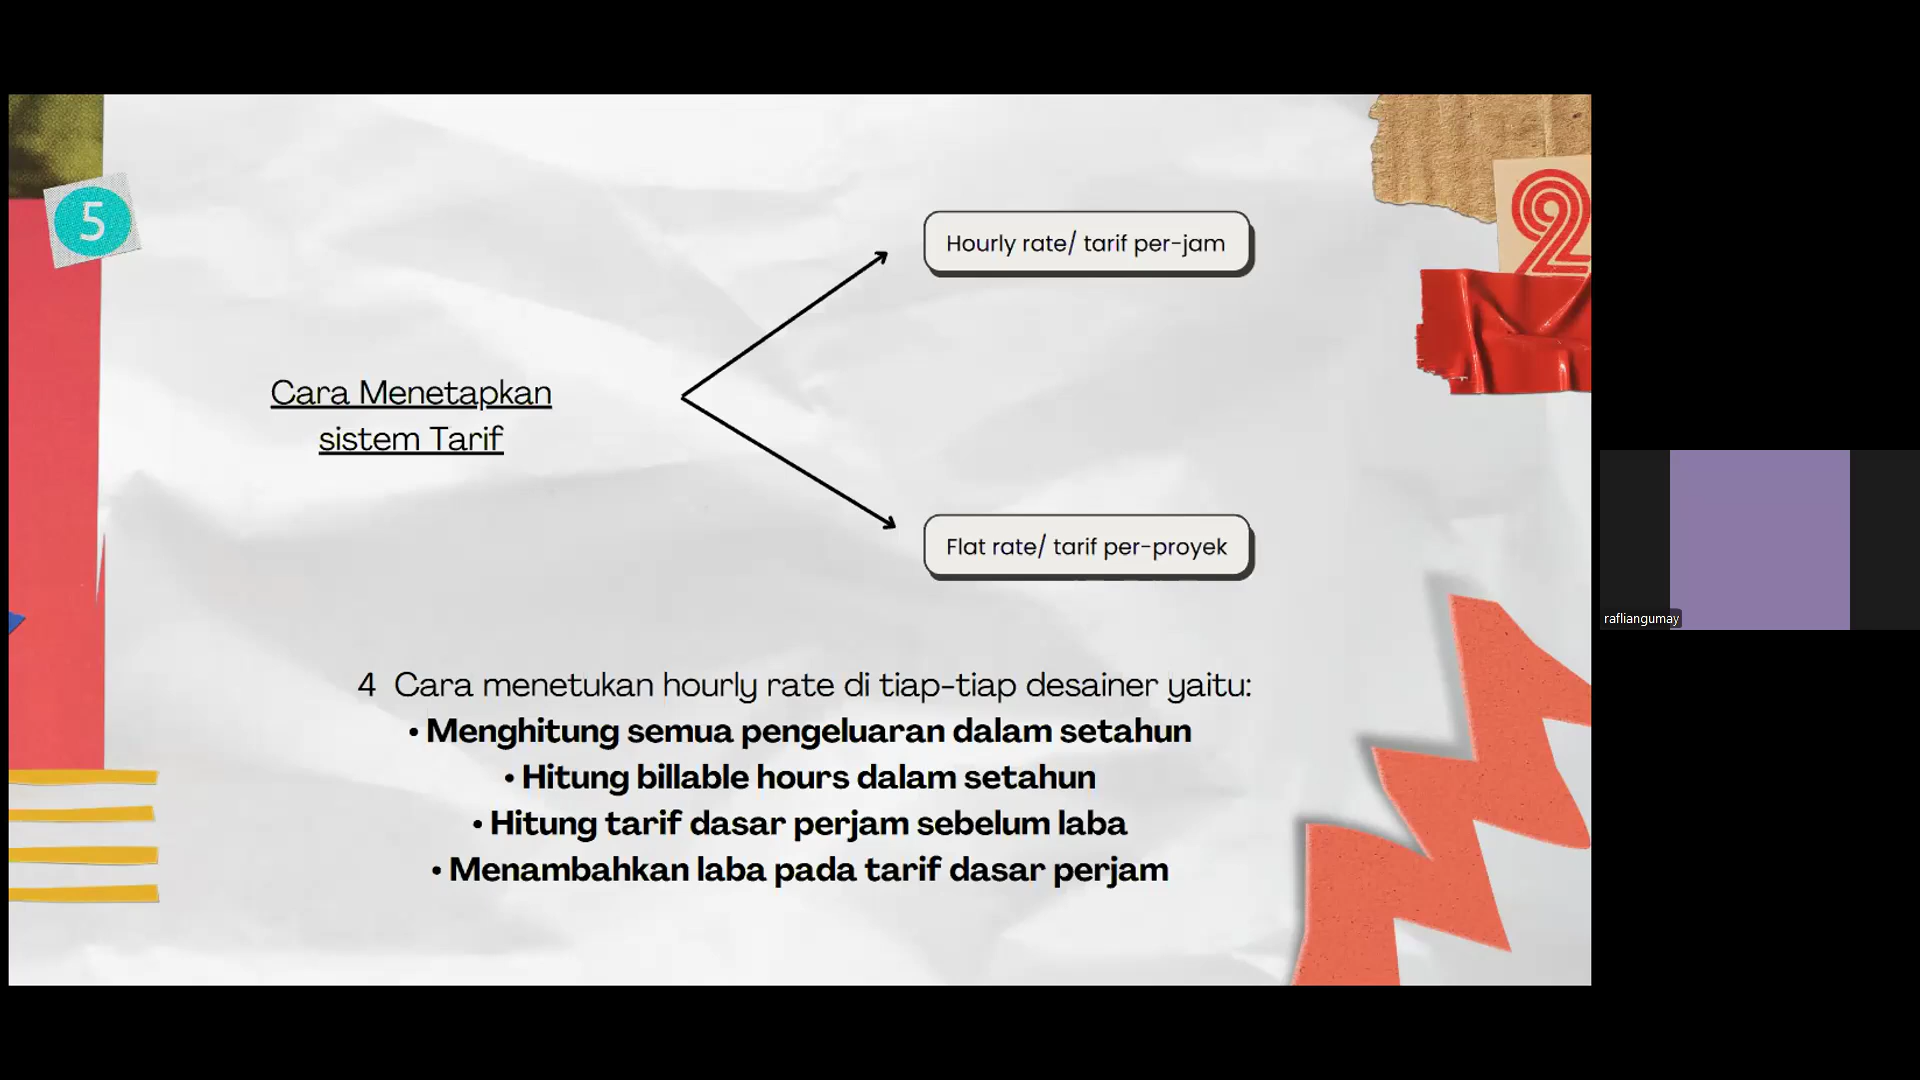 5
2
Hourly rate/ tarif per-jam
Cara Menetapkan
sistem Tarif
Flat rate/ tarif per-proyek
4 Cara menetukan hourly rate di tiap-tiap desainer yaitu:
• Menghitung semua pengeluaran dalam setahun
• Hitung billable hours dalam setahun
• Hitung tarif dasar perjam sebelum laba
• Menambahkan laba pada tarif dasar perjam
rafliangumay